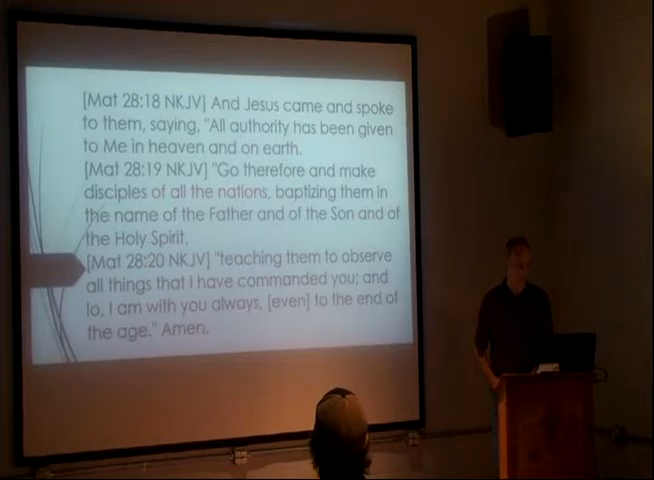 [Mat 28:18 NKJV] And Jesus came and spoke
to them, saying, "All authority has been given
to Me in heaven and on earth.
[Mat 28:19 NKJV] "Go therefore and make
disciples of all the nations, baptizing them in
the name of the Father and of the Son and of
the Holy Spirit,
[Mat 28:20 NKJV] "teaching them to observe
all things that I have commanded you; and
lo, I am with you always, [even] to the end of
the age." Amen.